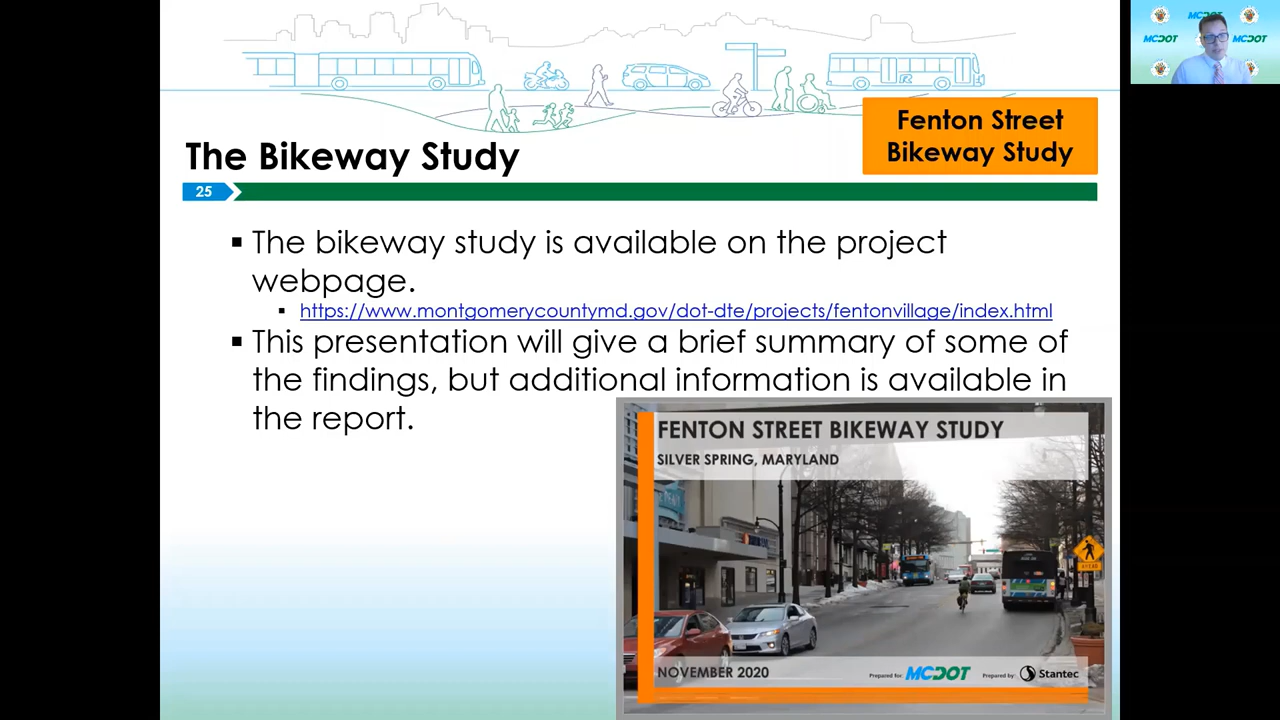 MCDOT
MCDOT
MCDOT
Fenton Street
Bikeway Study
The Bikeway Study
25
▪ The bikeway study is available on the project
webpage.
▪ https://www.montgomerycountymd.gov/dot-dte/projects/fentonvillage/index.html
▪ This presentation will give a brief summary of some of
the findings, but additional information is available in
the report.
FENTON STREET BIKEWAY STUDY
SILVER SPRING, MARYLAND
AHEAD
NOVEMBER 2020
Prepared for: MCDOT
Prepared by: Stantec